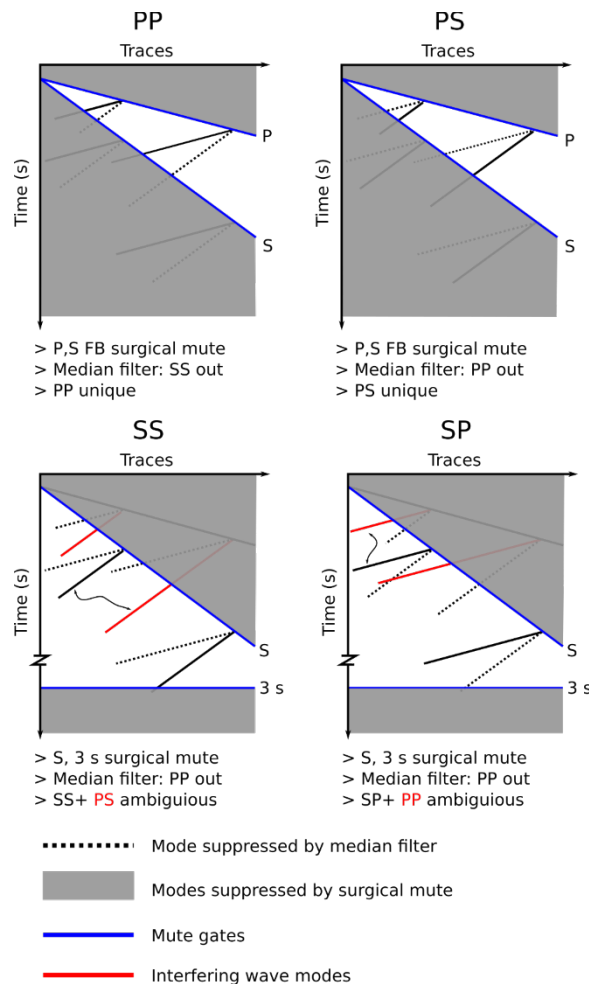 PP
Traces
Time (s)
P
S
> P,S FB surgical mute
> Median filter: SS out
> PP unique
PS
Traces
Time (s)
P
S
> P,S FB surgical mute
> Median filter: PP out
> PS unique
SS
Traces
Time (s)
S
3 s
> S, 3 s surgical mute
> Median filter: PP out
> SS+ PS ambiguious
SP
Traces
Time (s)
S
3 s
> S, 3 s surgical mute
> Median filter: PP out
> SP+ PP ambiguious
Mode suppressed by median filter
Modes suppressed by surgical mute
Mute gates
Interfering wave modes